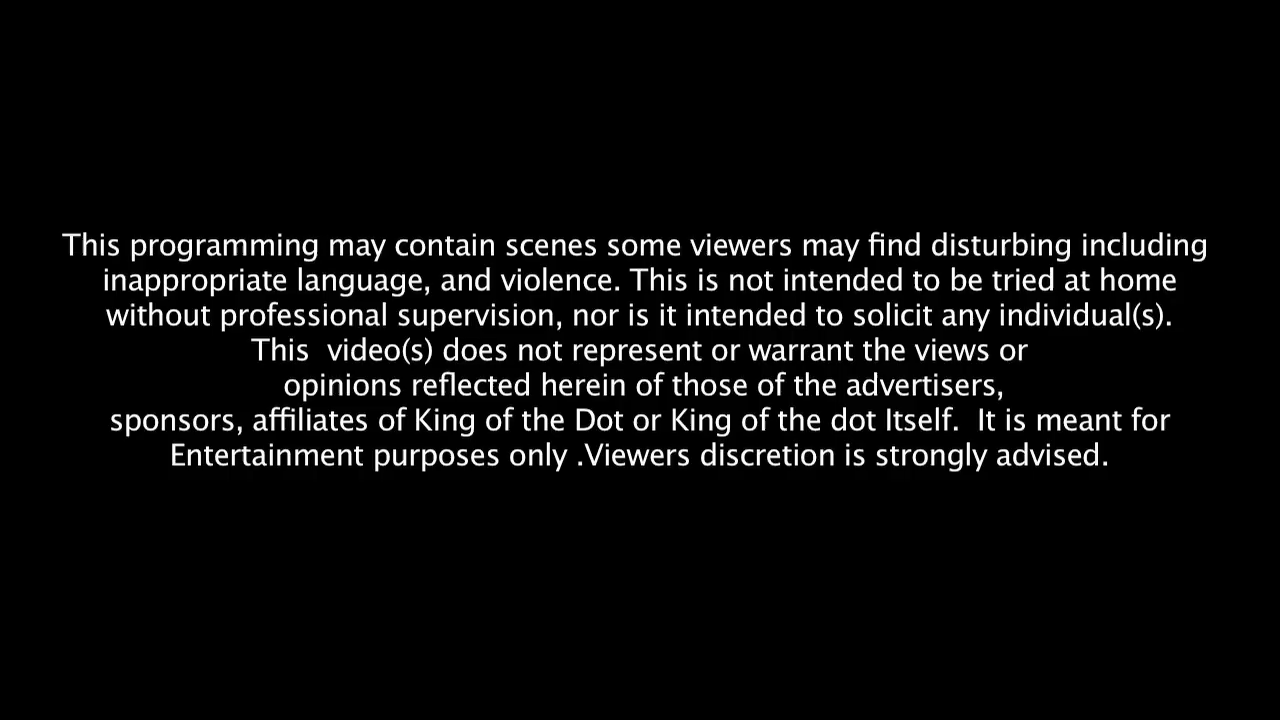 This programming may contain scenes some viewers may find disturbing including
inappropriate language, and violence. This is not intended to be tried at home
without professional supervision, nor is it intended to solicit any individual(s).
This  video(s) does not represent or warrant the views or
opinions reflected herein of those of the advertisers,
sponsors, affiliates of King of the Dot or King of the dot Itself.  It is meant for
Entertainment purposes only .Viewers discretion is strongly advised.